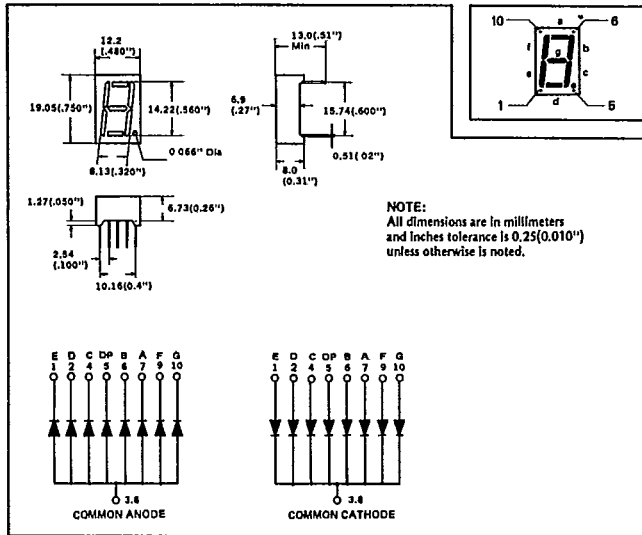 12.2
(.480")
13.0(.51")
Min
10
a
6
f
g
b
e
c
1
d
5
19.05(.750")
14.22(.560")
6.9
(.27")
15.74(.600")
0.066" Dia
8.13(.320")
8.0
(0.31")
0.51(.02")
1.27(.050")
6.73(0.26")
2.54
(.100")
10.16(0.4")
NOTE:
All dimensions are in millimeters
and inches tolerance is 0.25(0.010")
unless otherwise is noted.
E D C DP B A F G
1 2 4 5 6 7 9 10
3.8
COMMON ANODE
E D C DP B A F G
1 2 4 5 6 7 9 10
3.8
COMMON CATHODE